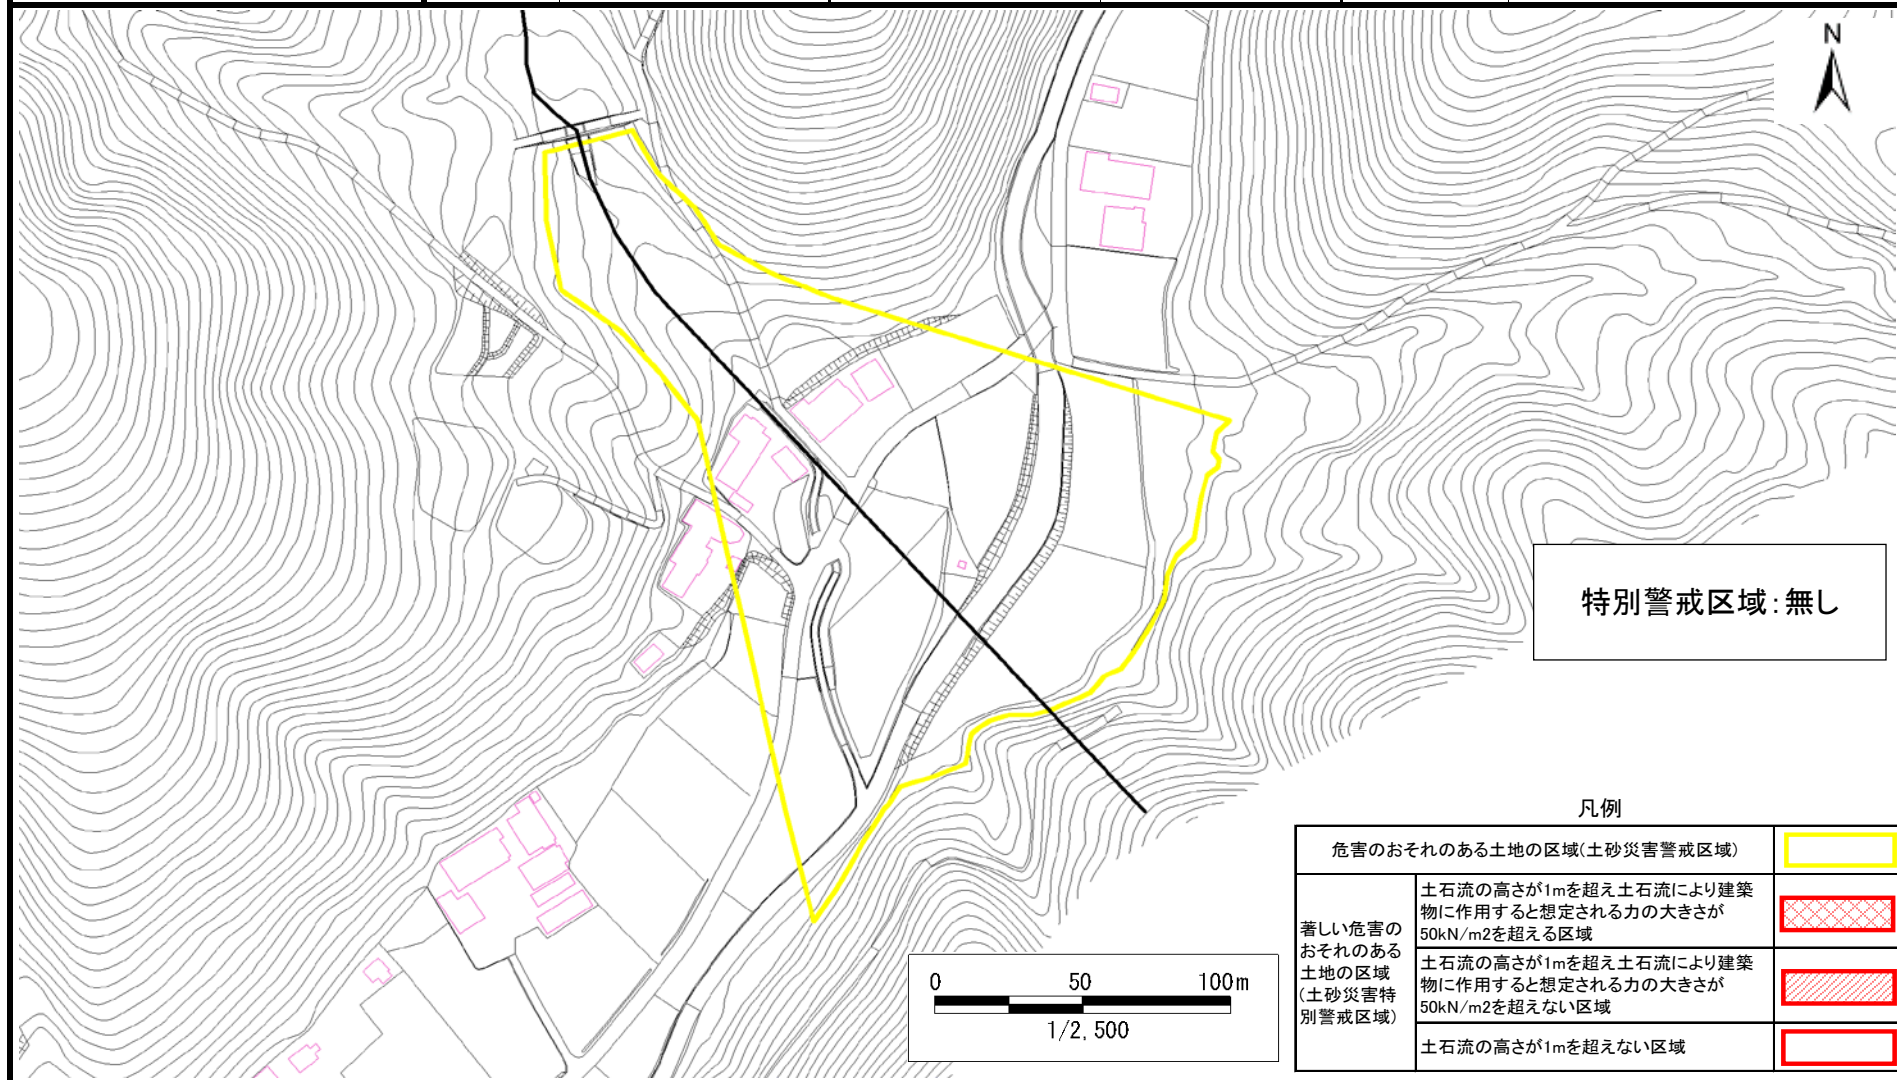 N
特別警戒区域:無し
凡例
危害のおそれのある土地の区域(土砂災害警戒区域)
著しい危害の
おそれのある
土地の区域
(土砂災害特
別警戒区域)
土石流の高さが1mを超え土石流により建築
物に作用すると想定される力の大きさが
50kN/m2を超える区域
土石流の高さが1mを超え土石流により建築
物に作用すると想定される力の大きさが
50kN/m2を超えない区域
土石流の高さが1mを超えない区域
0 50 100m
1/2,500